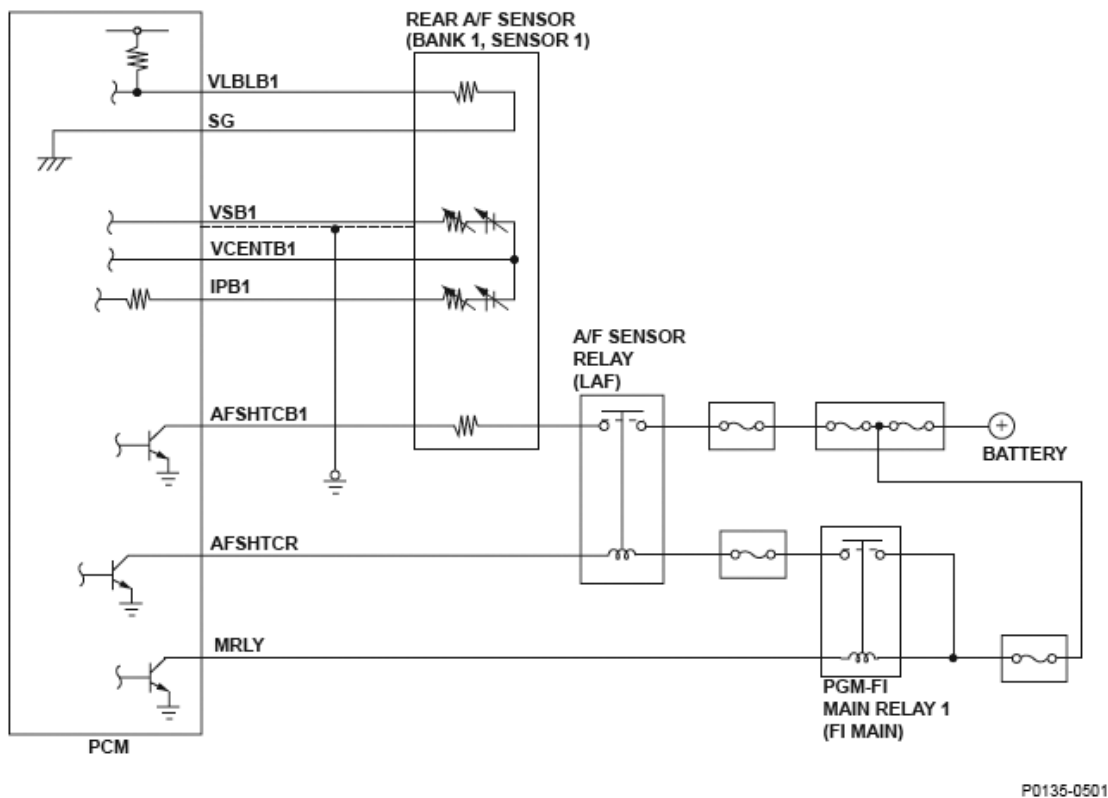 REAR A/F SENSOR
(BANK 1, SENSOR 1)
VLBLB1
SG
VSB1
VCENTB1
IPB1
A/F SENSOR
RELAY
(LAF)
AFSHTCB1
+
BATTERY
AFSHTCR
MRLY
PGM-FI
MAIN RELAY 1
(FI MAIN)
PCM
P0135-0501